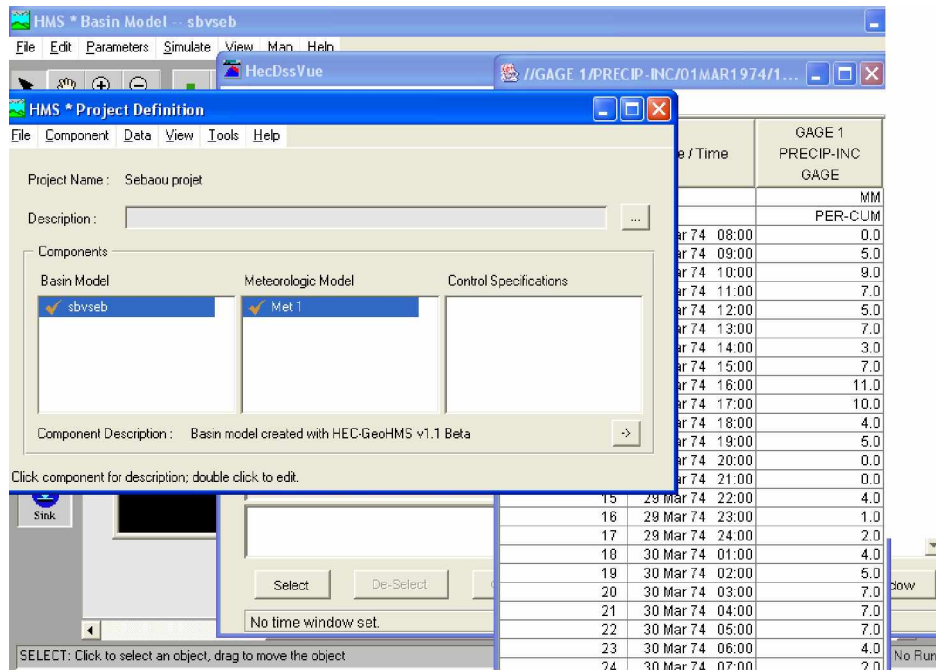 HMS * Basin Model -- sbvseb
File Edit Parameters Simulate View Map Help
HecDssVue
//GAGE 1/PRECIP-INC/01MAR1974/1...
HMS * Project Definition
File Component Data View Tools Help
Project Name : Sebaou projet
Description :
...
Components
Basin Model Meteorologic Model Control Specifications
sbvseb Met 1
Component Description : Basin model created with HEC-GeoHMS v1.1 Beta ->
Click component for description; double click to edit.
e / Time GAGE 1
PRECIP-INC
GAGE
MM
PER-CUM
ar 74 08:00 0.0
ar 74 09:00 5.0
ar 74 10:00 9.0
ar 74 11:00 7.0
ar 74 12:00 5.0
ar 74 13:00 7.0
ar 74 14:00 3.0
ar 74 15:00 7.0
ar 74 16:00 11.0
ar 74 17:00 10.0
ar 74 18:00 4.0
ar 74 19:00 5.0
ar 74 20:00 0.0
ar 74 21:00 0.0
15 29 Mar 74 22:00 4.0
16 29 Mar 74 23:00 1.0
17 29 Mar 74 24:00 2.0
18 30 Mar 74 01:00 4.0
19 30 Mar 74 02:00 5.0
20 30 Mar 74 03:00 7.0
21 30 Mar 74 04:00 7.0
22 30 Mar 74 05:00 7.0
23 30 Mar 74 06:00 4.0
24 30 Mar 74 07:00 2.0
Sink
Select De-Select
dow
No time window set.
SELECT: Click to select an object, drag to move the object
No Run